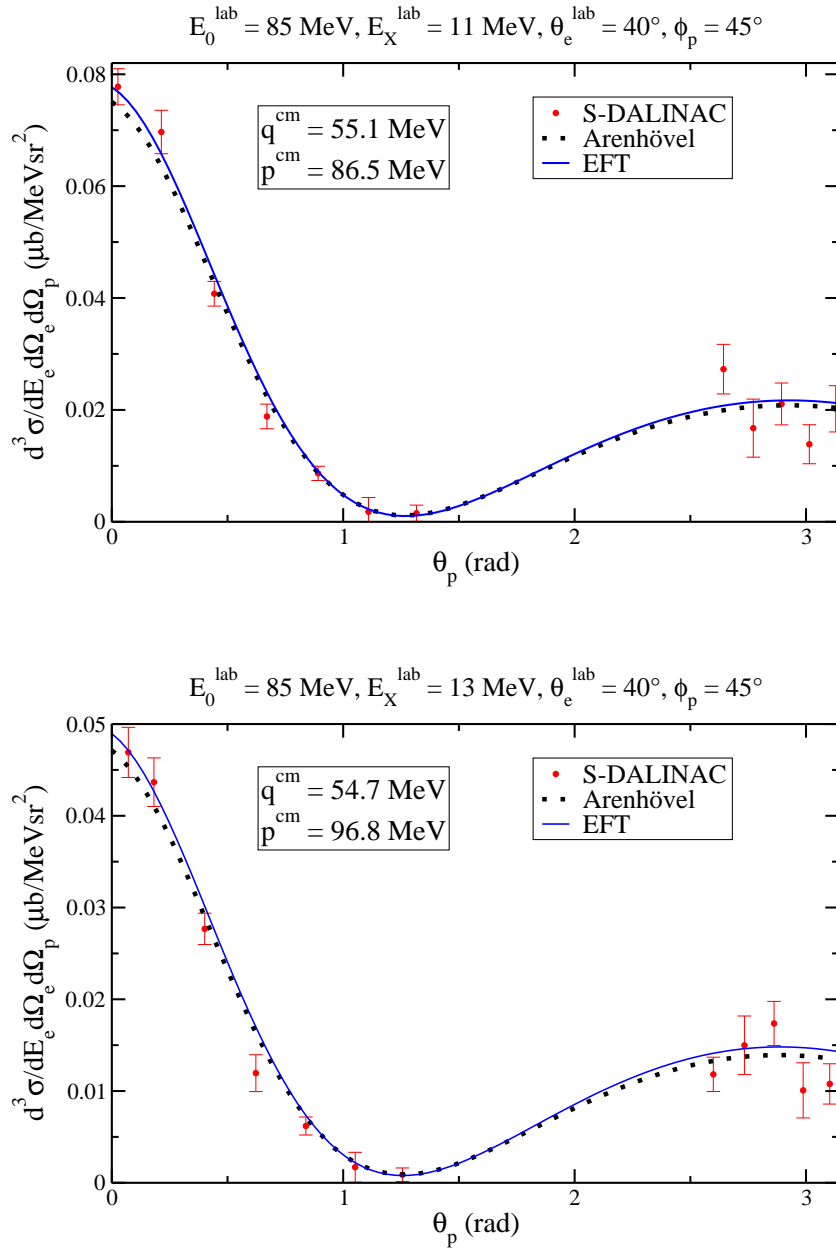 E₀ˡᵃᵇ = 85 MeV, E_Xˡᵃᵇ = 11 MeV, θₑˡᵃᵇ = 40°, ϕₚ = 45°
0.08
0.06
0.04
0.02
0
d³σ/dEₑdΩₑdΩₚ (μb/MeVsr²)
qᶜᵐ = 55.1 MeV
pᶜᵐ = 86.5 MeV
S-DALINAC
Arenhövel
EFT
0 1 2 3
θₚ (rad)
E₀ˡᵃᵇ = 85 MeV, E_Xˡᵃᵇ = 13 MeV, θₑˡᵃᵇ = 40°, ϕₚ = 45°
0.05
0.04
0.03
0.02
0.01
0
d³σ/dEₑdΩₑdΩₚ (μb/MeVsr²)
qᶜᵐ = 54.7 MeV
pᶜᵐ = 96.8 MeV
S-DALINAC
Arenhövel
EFT
0 1 2 3
θₚ (rad)